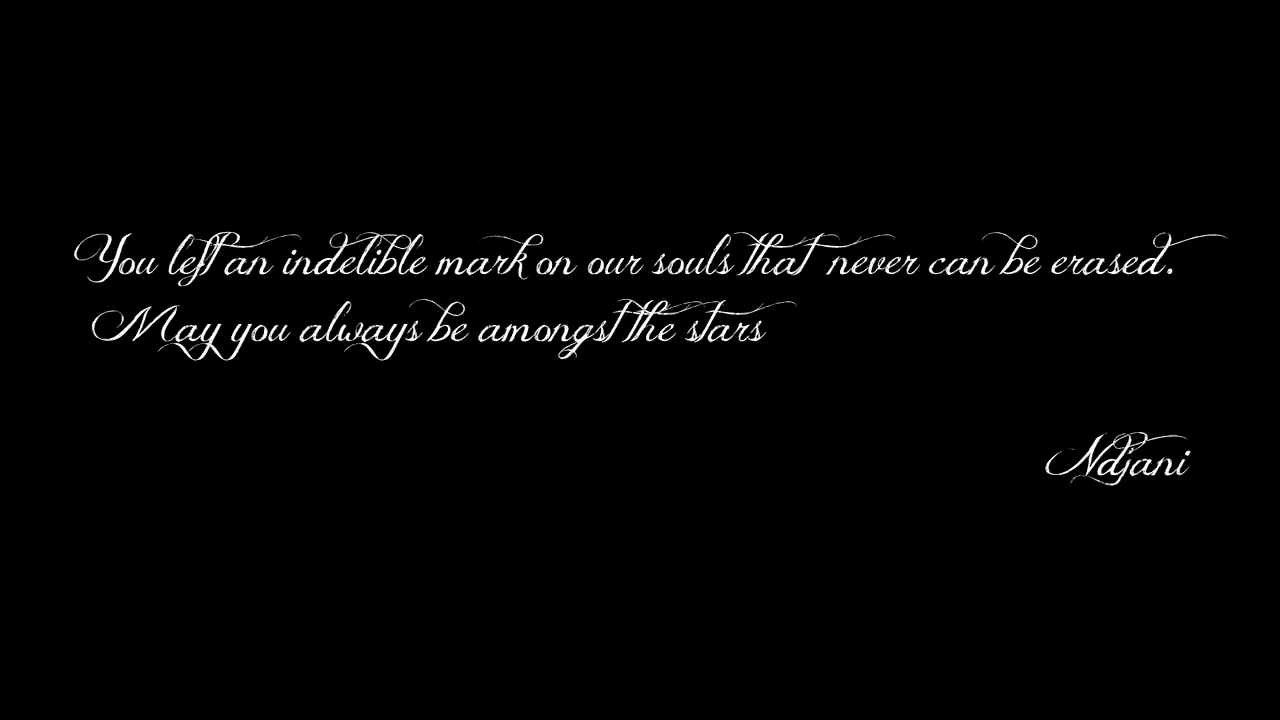 You left an indelible mark on our souls that never can be erased.
May you always be amongst the stars
Ndjani